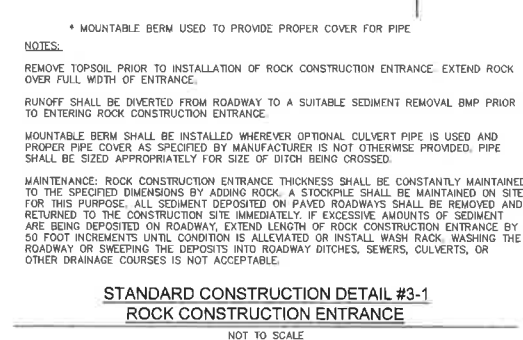 * MOUNTABLE BERM USED TO PROVIDE PROPER COVER FOR PIPE
NOTES:
REMOVE TOPSOIL PRIOR TO INSTALLATION OF ROCK CONSTRUCTION ENTRANCE. EXTEND ROCK
OVER FULL WIDTH OF ENTRANCE.
RUNOFF SHALL BE DIVERTED FROM ROADWAY TO A SUITABLE SEDIMENT REMOVAL BMP PRIOR
TO ENTERING ROCK CONSTRUCTION ENTRANCE.
MOUNTABLE BERM SHALL BE INSTALLED WHEREVER OPTIONAL CULVERT PIPE IS USED AND
PROPER PIPE COVER AS SPECIFIED BY MANUFACTURER IS NOT OTHERWISE PROVIDED. PIPE
SHALL BE SIZED APPROPRIATELY FOR SIZE OF DITCH BEING CROSSED.
MAINTENANCE: ROCK CONSTRUCTION ENTRANCE THICKNESS SHALL BE CONSTANTLY MAINTAINED
TO THE SPECIFIED DIMENSIONS BY ADDING ROCK. A STOCKPILE SHALL BE MAINTAINED ON SITE
FOR THIS PURPOSE. ALL SEDIMENT DEPOSITED ON PAVED ROADWAYS SHALL BE REMOVED AND
RETURNED TO THE CONSTRUCTION SITE IMMEDIATELY. IF EXCESSIVE AMOUNTS OF SEDIMENT
ARE BEING DEPOSITED ON ROADWAY, EXTEND LENGTH OF ROCK CONSTRUCTION ENTRANCE BY
50 FOOT INCREMENTS UNTIL CONDITION IS ALLEVIATED OR INSTALL WASH RACK. WASHING THE
ROADWAY OR SWEEPING THE DEPOSITS INTO ROADWAY DITCHES, SEWERS, CULVERTS, OR
OTHER DRAINAGE COURSES IS NOT ACCEPTABLE.
STANDARD CONSTRUCTION DETAIL #3-1
ROCK CONSTRUCTION ENTRANCE
NOT TO SCALE